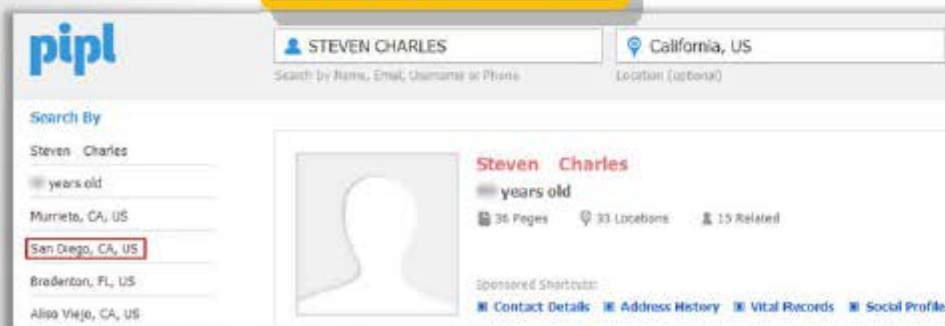 pipl
STEVEN CHARLES
California, US
Search by Name, Email, Username or Phone
Location (optional)
Search By
Steven Charles
years old
Murrieta, CA, US
San Diego, CA, US
Bradenton, FL, US
Aliso Viejo, CA, US
Steven Charles
years old
36 Pages 33 Locations 15 Related
Sponsored Shortcuts:
Contact Details Address History Vital Records Social Profile